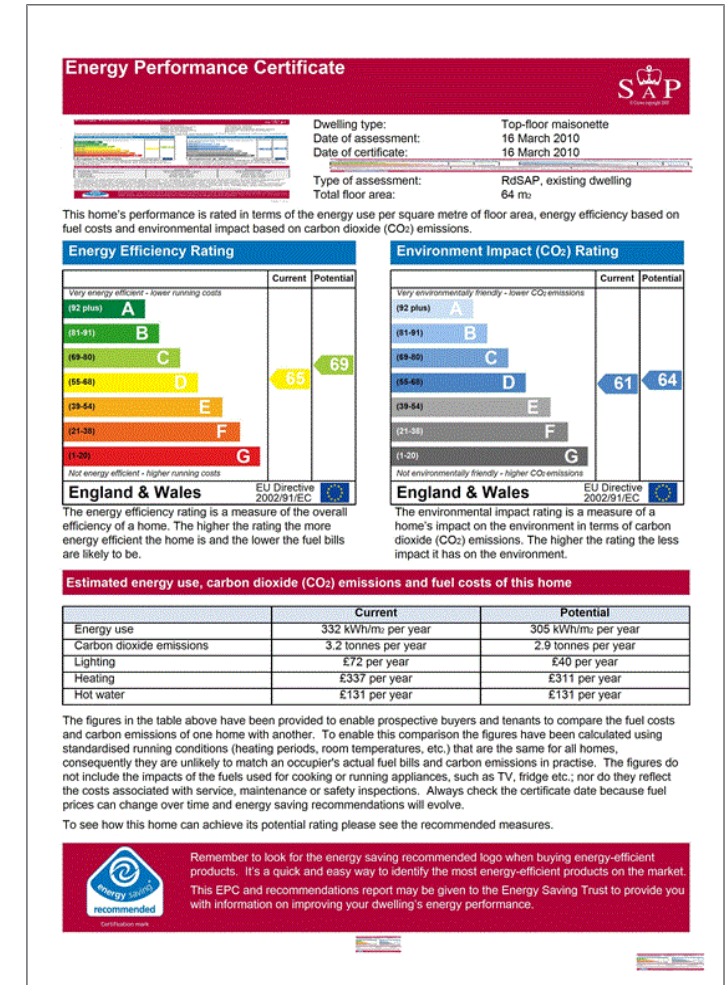 Energy Performance Certificate
SAP
Dwelling type: Top-floor maisonette
Date of assessment: 16 March 2010
Date of certificate: 16 March 2010
Type of assessment: RdSAP, existing dwelling
Total floor area: 64 m2
This home's performance is rated in terms of the energy use per square metre of floor area, energy efficiency based on
fuel costs and environmental impact based on carbon dioxide (CO2) emissions.
Energy Efficiency Rating
Current Potential
Very energy efficient - lower running costs
(92 plus) A
(81-91) B
(69-80) C
69
(55-68) D
65
(39-54) E
(21-38) F
(1-20) G
Not energy efficient - higher running costs
England & Wales
EU Directive
2002/91/EC
The energy efficiency rating is a measure of the overall
efficiency of a home. The higher the rating the more
energy efficient the home is and the lower the fuel bills
are likely to be.
Environment Impact (CO2) Rating
Current Potential
Very environmentally friendly - lower CO2 emissions
(92 plus) A
(81-91) B
(69-80) C
(55-68) D
61 64
(39-54) E
(21-38) F
(1-20) G
Not environmentally friendly - higher CO2 emissions
England & Wales
EU Directive
2002/91/EC
The environmental impact rating is a measure of a
home's impact on the environment in terms of carbon
dioxide (CO2) emissions. The higher the rating the less
impact it has on the environment.
Estimated energy use, carbon dioxide (CO2) emissions and fuel costs of this home
Current Potential
Energy use 332 kWh/m2 per year 305 kWh/m2 per year
Carbon dioxide emissions 3.2 tonnes per year 2.9 tonnes per year
Lighting £72 per year £40 per year
Heating £337 per year £311 per year
Hot water £131 per year £131 per year
The figures in the table above have been provided to enable prospective buyers and tenants to compare the fuel costs
and carbon emissions of one home with another. To enable this comparison the figures have been calculated using
standardised running conditions (heating periods, room temperatures, etc.) that are the same for all homes,
consequently they are unlikely to match an occupier's actual fuel bills and carbon emissions in practise. The figures do
not include the impacts of the fuels used for cooking or running appliances, such as TV, fridge etc.; nor do they reflect
the costs associated with service, maintenance or safety inspections. Always check the certificate date because fuel
prices can change over time and energy saving recommendations will evolve.
To see how this home can achieve its potential rating please see the recommended measures.
energy saving
recommended
Certification mark
Remember to look for the energy saving recommended logo when buying energy-efficient
products. It's a quick and easy way to identify the most energy-efficient products on the market.
This EPC and recommendations report may be given to the Energy Saving Trust to provide you
with information on improving your dwelling's energy performance.